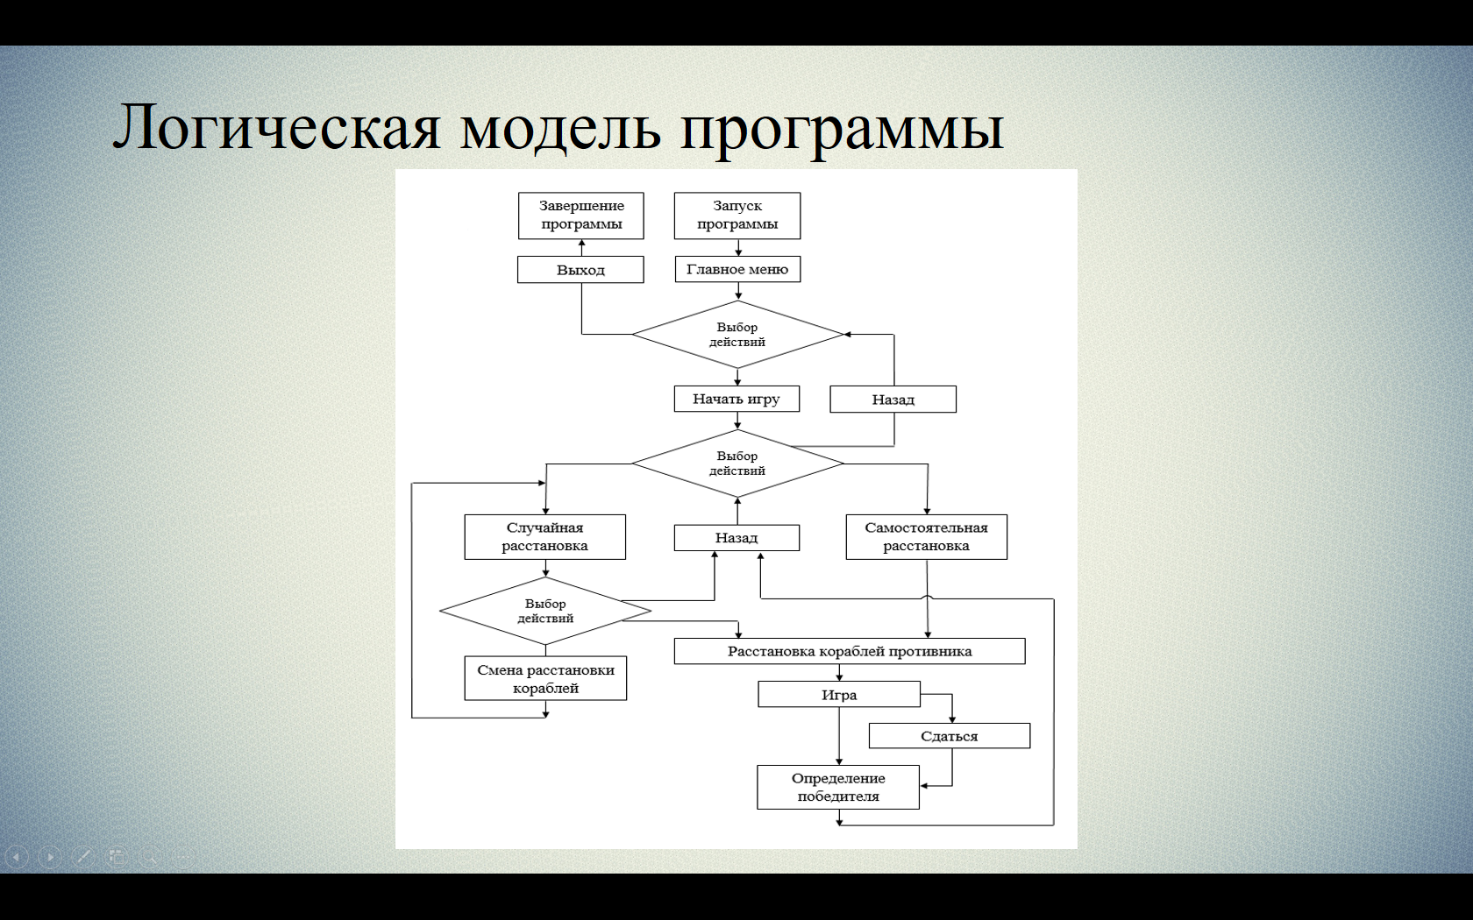 Логическая модель программы
Завершение
программы
Запуск
программы
Выход
Главное меню
Выбор
действий
Начать игру
Назад
Выбор
действий
Случайная
расстановка
Назад
Самостоятельная
расстановка
Выбор
действий
Расстановка кораблей противника
Смена расстановки
кораблей
Игра
Сдаться
Определение
победителя